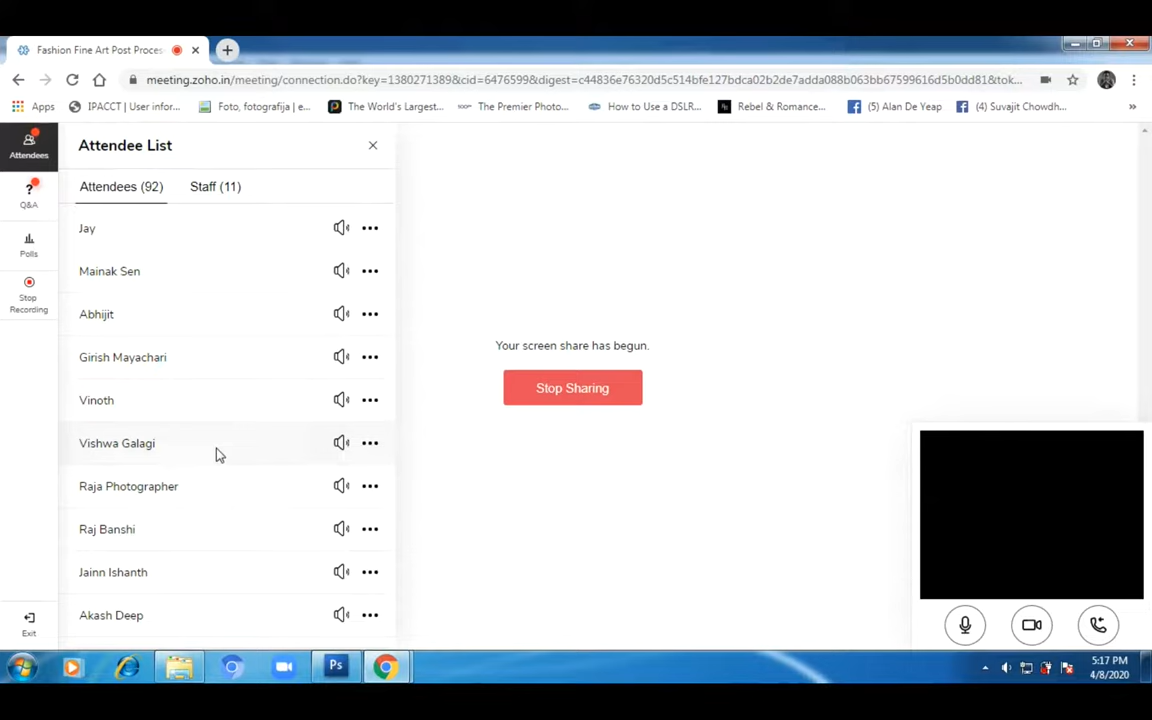 Fashion Fine Art Post Proces
meeting.zoho.in/meeting/connection.do?key=1380271389&cid=6476599&digest=c44836e76320d5c514bfe127bdca02b2de7adda088b063bb67599616d5b0dd81&tok...
Apps IPACCT | User infor... Foto, fotografija | e... The World's Largest... The Premier Photo... How to Use a DSLR... Rebel & Romance... (5) Alan De Yeap (4) Suvajit Chowdh... »
Attendees
Q&A
Polls
Stop
Recording
Exit
Attendee List
Attendees (92) Staff (11)
Jay
Mainak Sen
Abhijit
Girish Mayachari
Vinoth
Vishwa Galagi
Raja Photographer
Raj Banshi
Jainn Ishanth
Akash Deep
Your screen share has begun.
Stop Sharing
Ps
5:17 PM
4/8/2020